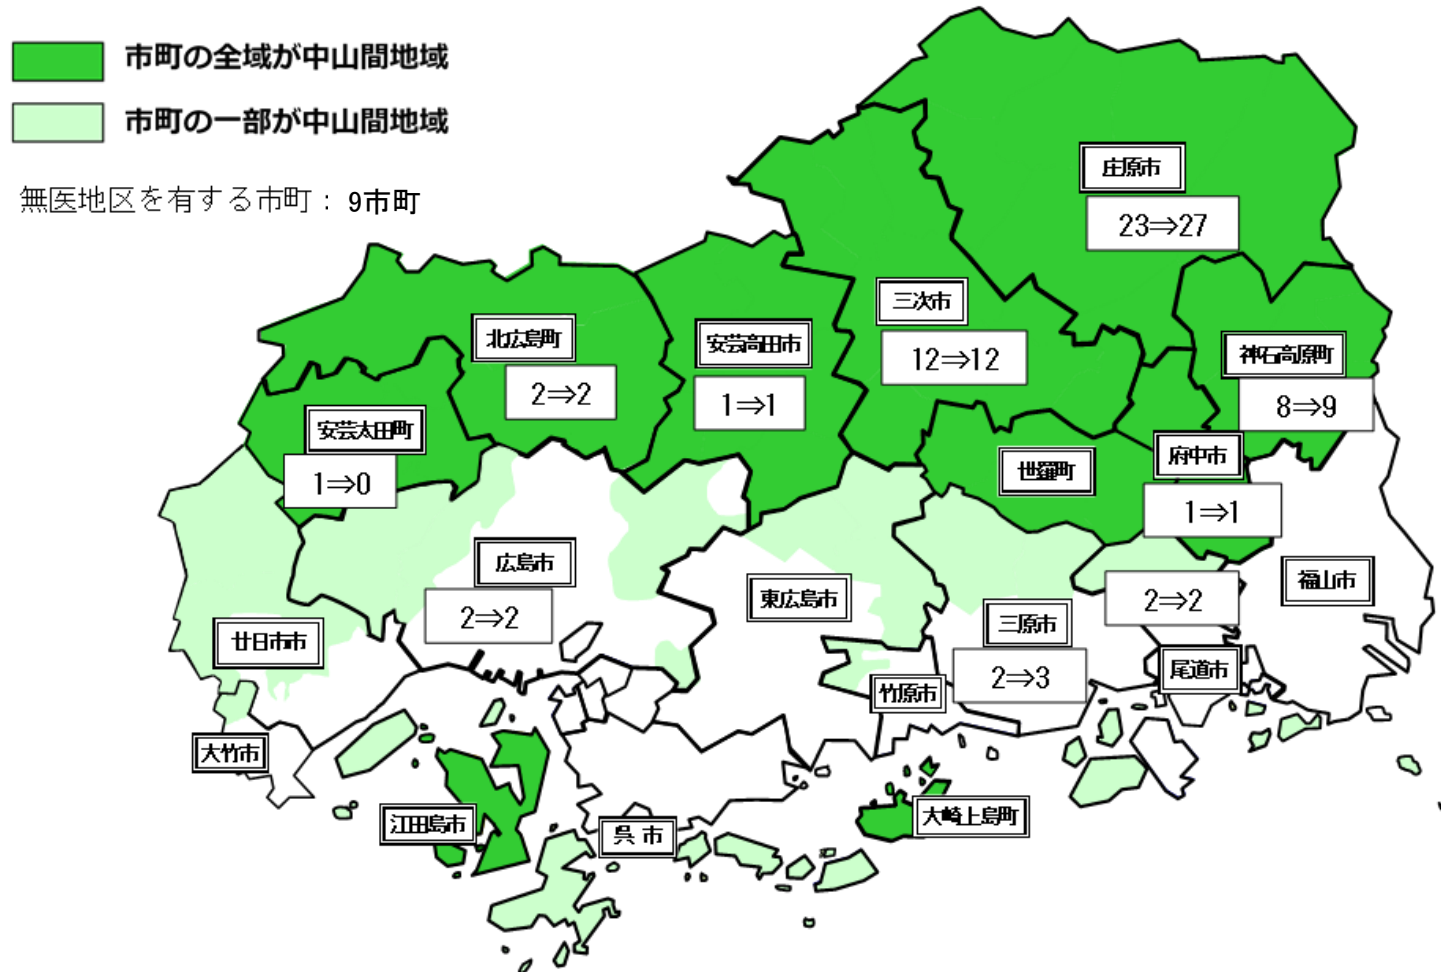 市町の全域が中山間地域
市町の一部が中山間地域
無医地区を有する市町：9市町
庄原市
23⇒27
三次市
12⇒12
北広島町
2⇒2
安芸高田市
1⇒1
神石高原町
8⇒9
安芸太田町
1⇒0
世羅町
府中市
1⇒1
広島市
2⇒2
東広島市
三原市
2⇒3
2⇒2
尾道市
福山市
廿日市市
竹原市
大竹市
江田島市
呉市
大崎上島町